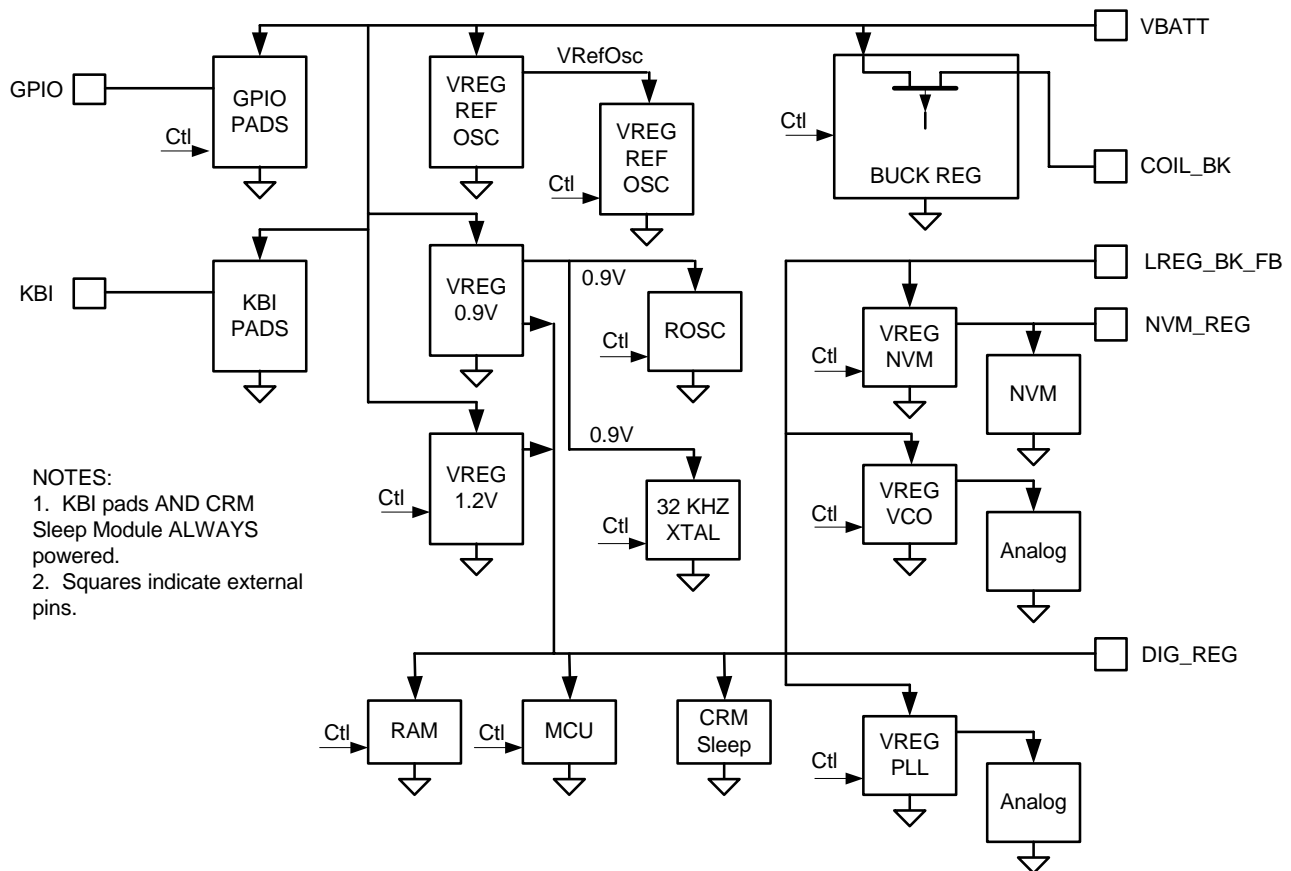 VBATT
GPIO
GPIO
PADS
Ctl
VREG
REF
OSC
VRefOsc
VREG
REF
OSC
Ctl
Ctl
BUCK REG
COIL_BK
KBI
KBI
PADS
VREG
0.9V
0.9V
ROSC
Ctl
LREG_BK_FB
VREG
NVM
Ctl
NVM_REG
NVM
VREG
1.2V
Ctl
0.9V
32 KHZ
XTAL
Ctl
VREG
VCO
Ctl
Analog
NOTES:
1. KBI pads AND CRM
Sleep Module ALWAYS
powered.
2. Squares indicate external
pins.
DIG_REG
RAM
Ctl
MCU
Ctl
CRM
Sleep
VREG
PLL
Ctl
Analog